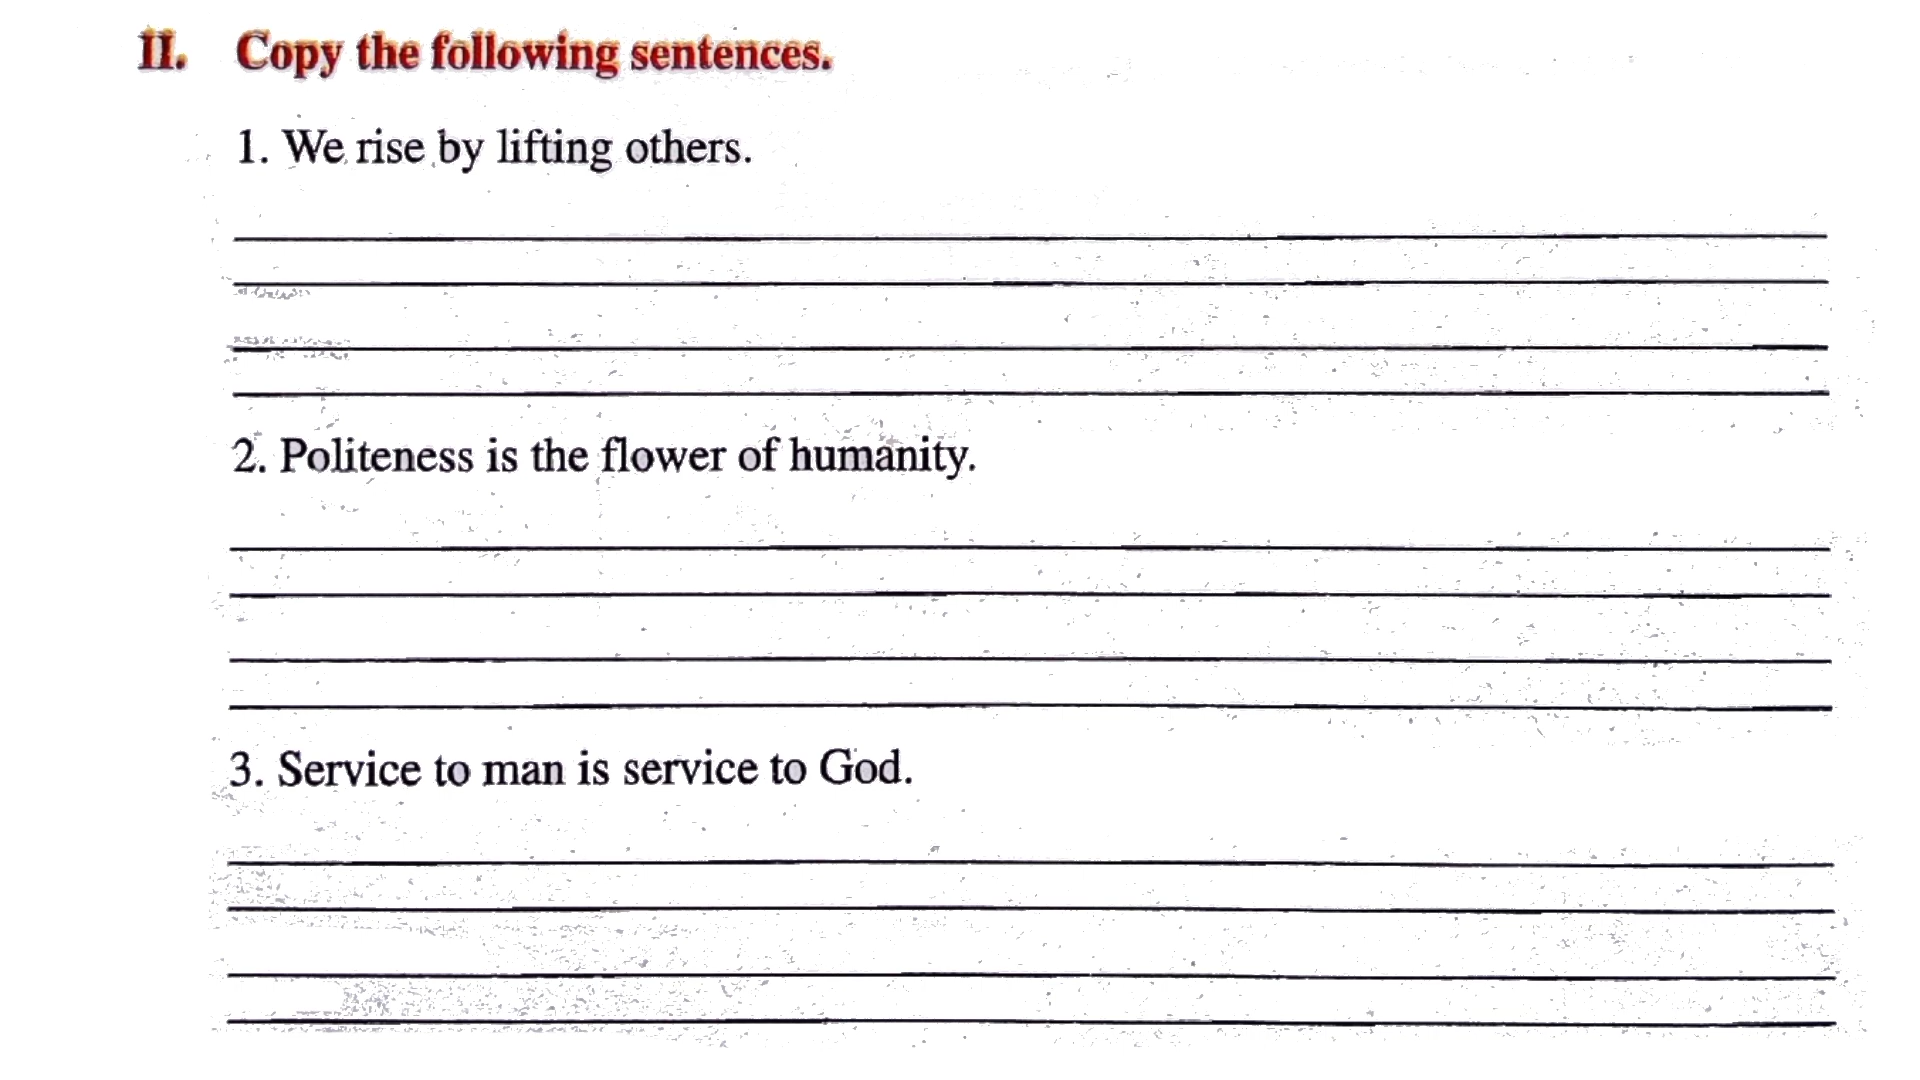 II. Copy the following sentences.
1. We rise by lifting others.
2. Politeness is the flower of humanity.
3. Service to man is service to God.